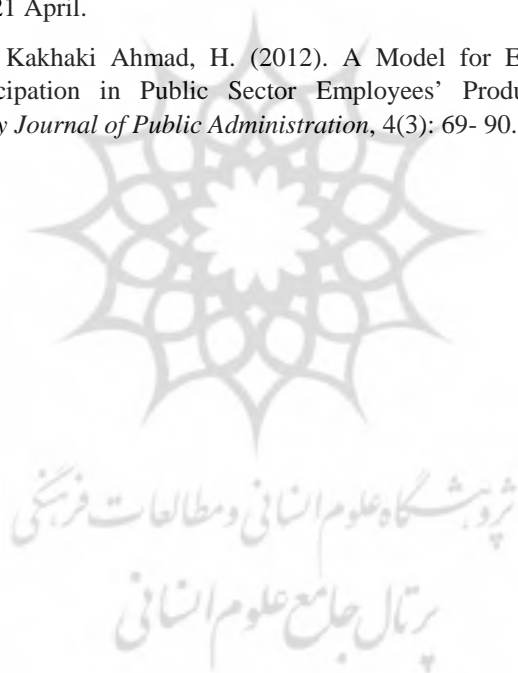 21 April.
Kakhaki Ahmad, H. (2012). A Model for E
cipation in Public Sector Employees’ Produ
y Journal of Public Administration, 4(3): 69- 90.
پژوهشگاه علوم انسانی و مطالعات فرهنگی
پرتال جامع علوم انسانی